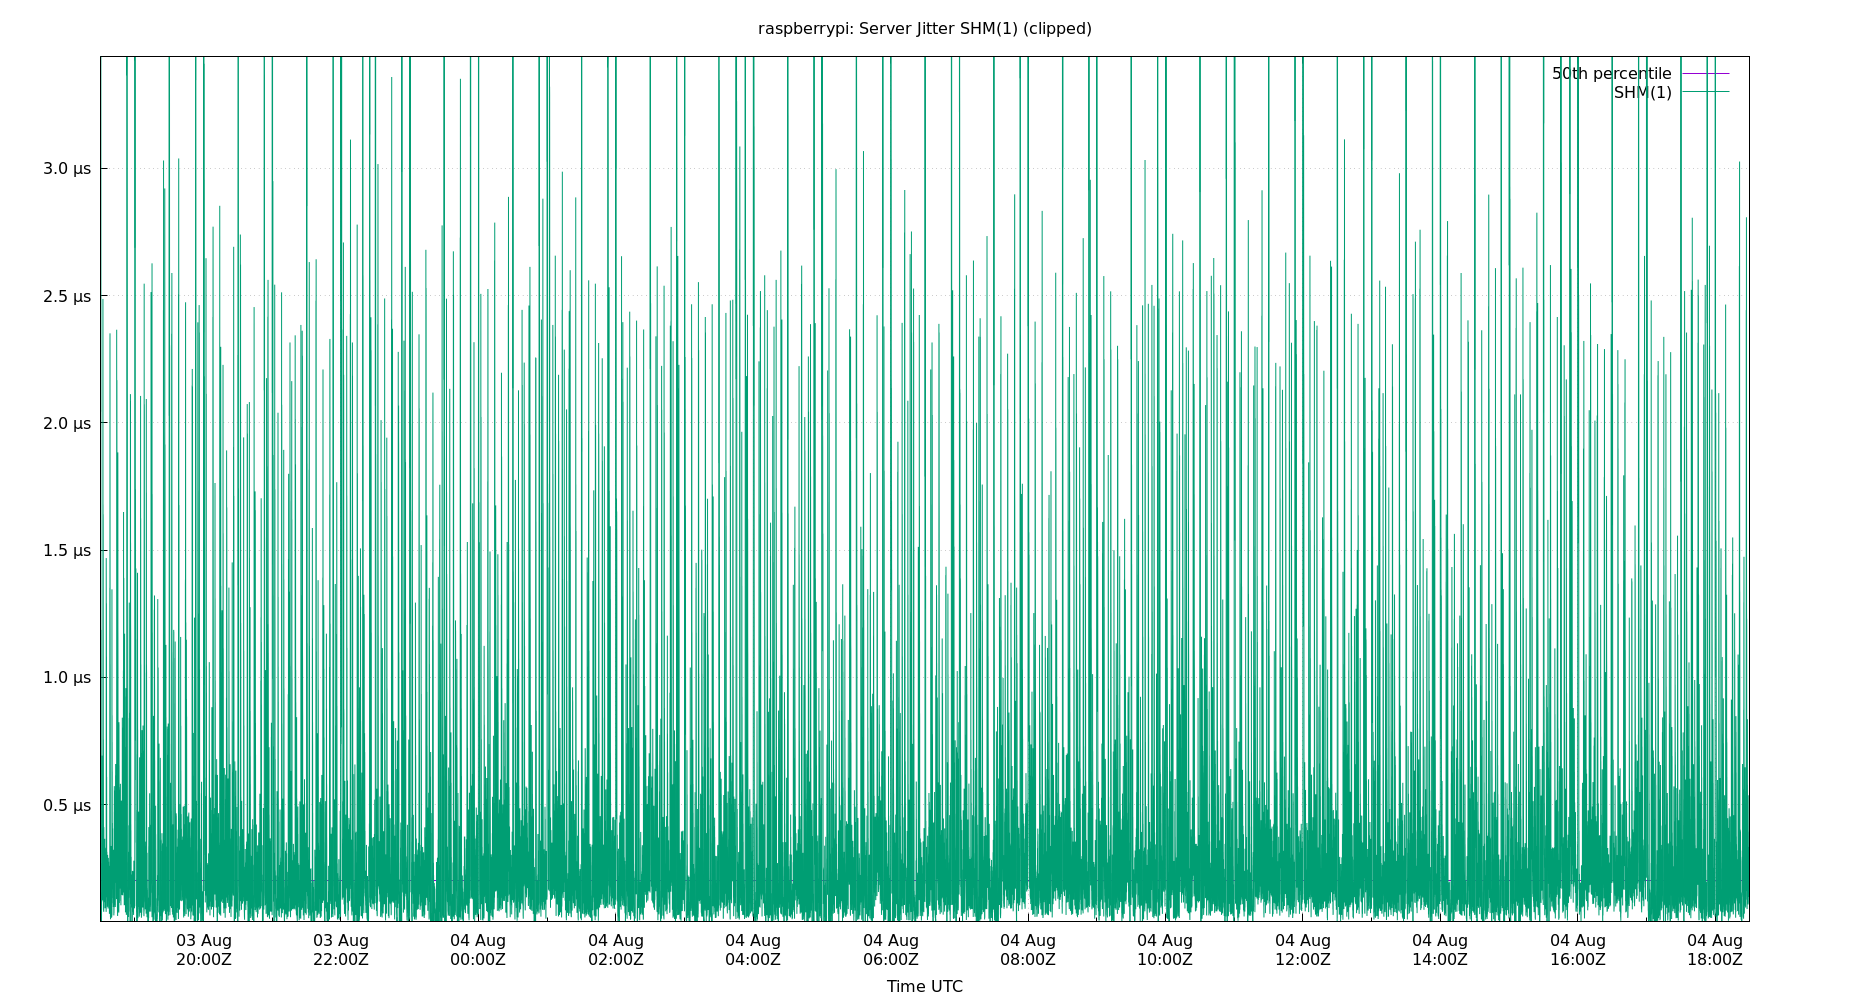 raspberrypi: Server Jitter SHM(1) (clipped)
50th percentile
SHM(1)
3.0 µs
2.5 µs
2.0 µs
1.5 µs
1.0 µs
0.5 µs
03 Aug 03 Aug 04 Aug 04 Aug 04 Aug 04 Aug 04 Aug 04 Aug 04 Aug 04 Aug 04 Aug 04 Aug
20:00Z 22:00Z 00:00Z 02:00Z 04:00Z 06:00Z 08:00Z 10:00Z 12:00Z 14:00Z 16:00Z 18:00Z
Time UTC